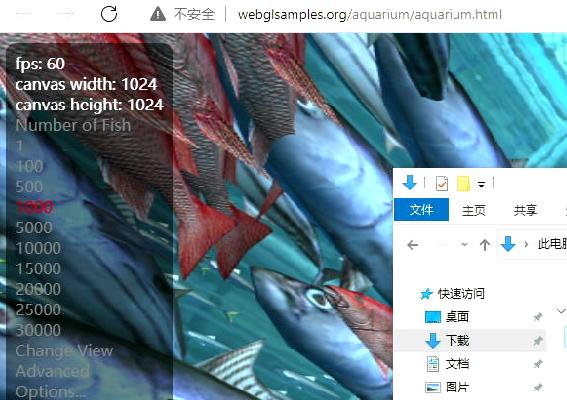 不安全 webglsamples.org/aquarium/aquarium.html
fps: 60
canvas width: 1024
canvas height: 1024
Number of Fish
1
100
500
1000
5000
10000
15000
20000
25000
30000
Change View
Advanced
Options...
文件 主页 共享
此电脑
快速访问
桌面
下载
文档
图片